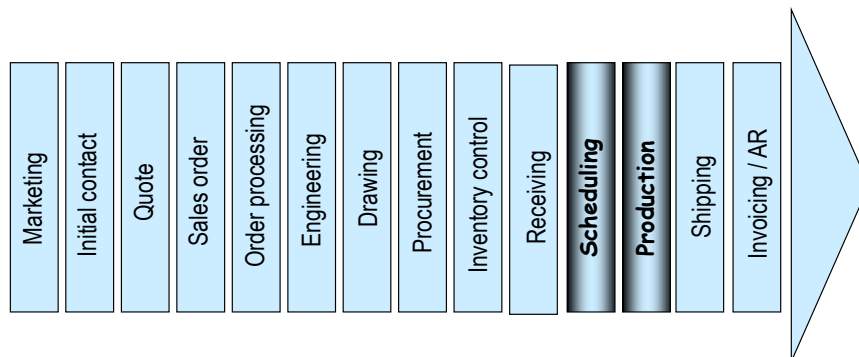 Marketing
Initial contact
Quote
Sales order
Order processing
Engineering
Drawing
Procurement
Inventory control
Receiving
Scheduling
Production
Shipping
Invoicing / AR